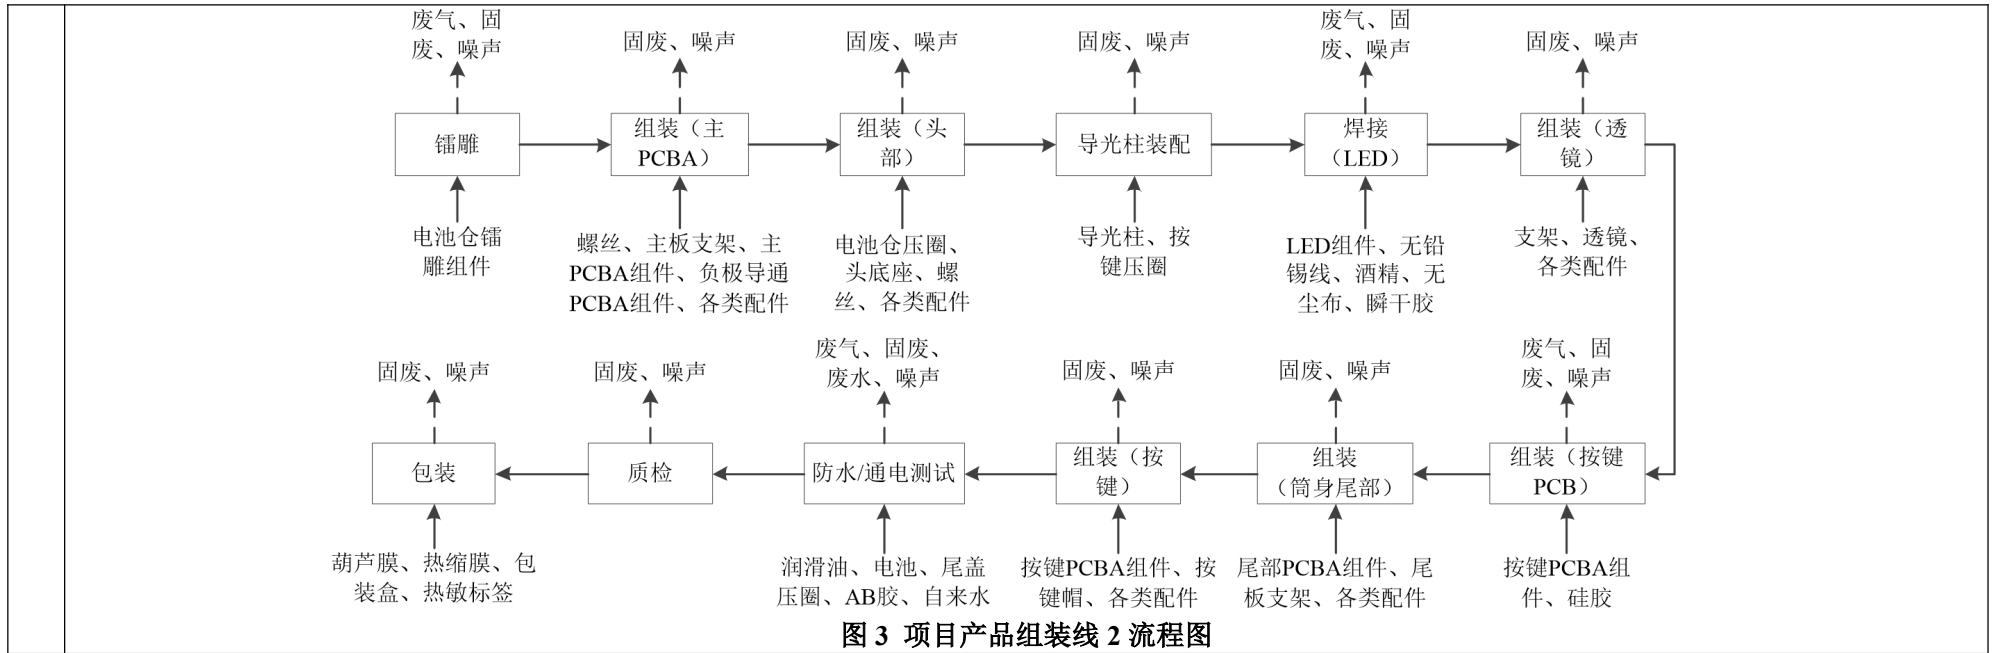 废气、固
废、噪声
固废、噪声
固废、噪声
固废、噪声
废气、固
废、噪声
固废、噪声
镭雕
组装（主
PCBA）
组装（头
部）
导光柱装配
焊接
（LED）
组装（透
镜）
电池仓镭
雕组件
螺丝、主板支架、主
PCBA组件、负极导通
PCBA组件、各类配件
电池仓压圈、
头底座、螺
丝、各类配件
导光柱、按
键压圈
LED组件、无铅
锡线、酒精、无
尘布、瞬干胶
支架、透镜、
各类配件
固废、噪声
固废、噪声
废气、固废、
废水、噪声
固废、噪声
固废、噪声
废气、固
废、噪声
包装
质检
防水/通电测试
组装（按
键）
组装
（筒身尾部）
组装（按键
PCB）
葫芦膜、热缩膜、包
装盒、热敏标签
润滑油、电池、尾盖
压圈、AB胶、自来水
按键PCBA组件、按
键帽、各类配件
尾部PCBA组件、尾
板支架、各类配件
按键PCBA组
件、硅胶
图 3 项目产品组装线 2 流程图